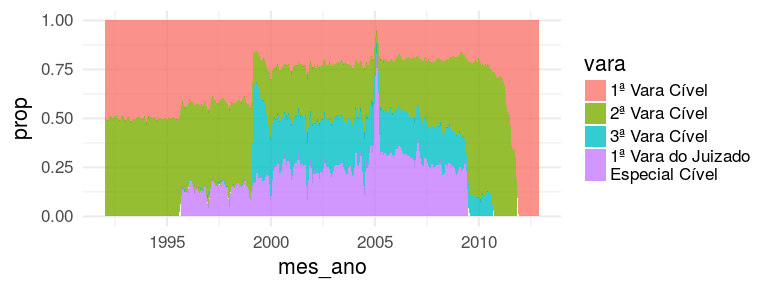 1.00
0.75
0.50
0.25
0.00
prop
1995
2000
2005
2010
mes_ano
vara
1ª Vara Cível
2ª Vara Cível
3ª Vara Cível
1ª Vara do Juizado
Especial Cível